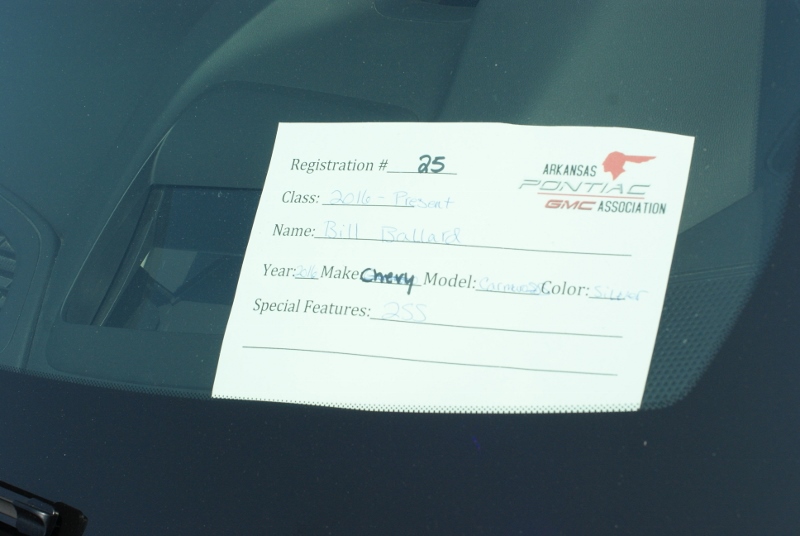 Registration # 25
ARKANSAS
PONTIAC
GMC ASSOCIATION
Class: 2016 - Present
Name: Bill Ballard
Year: 2016 Make: Chevy Model: Camaro Color: Silver
Special Features: 2SS